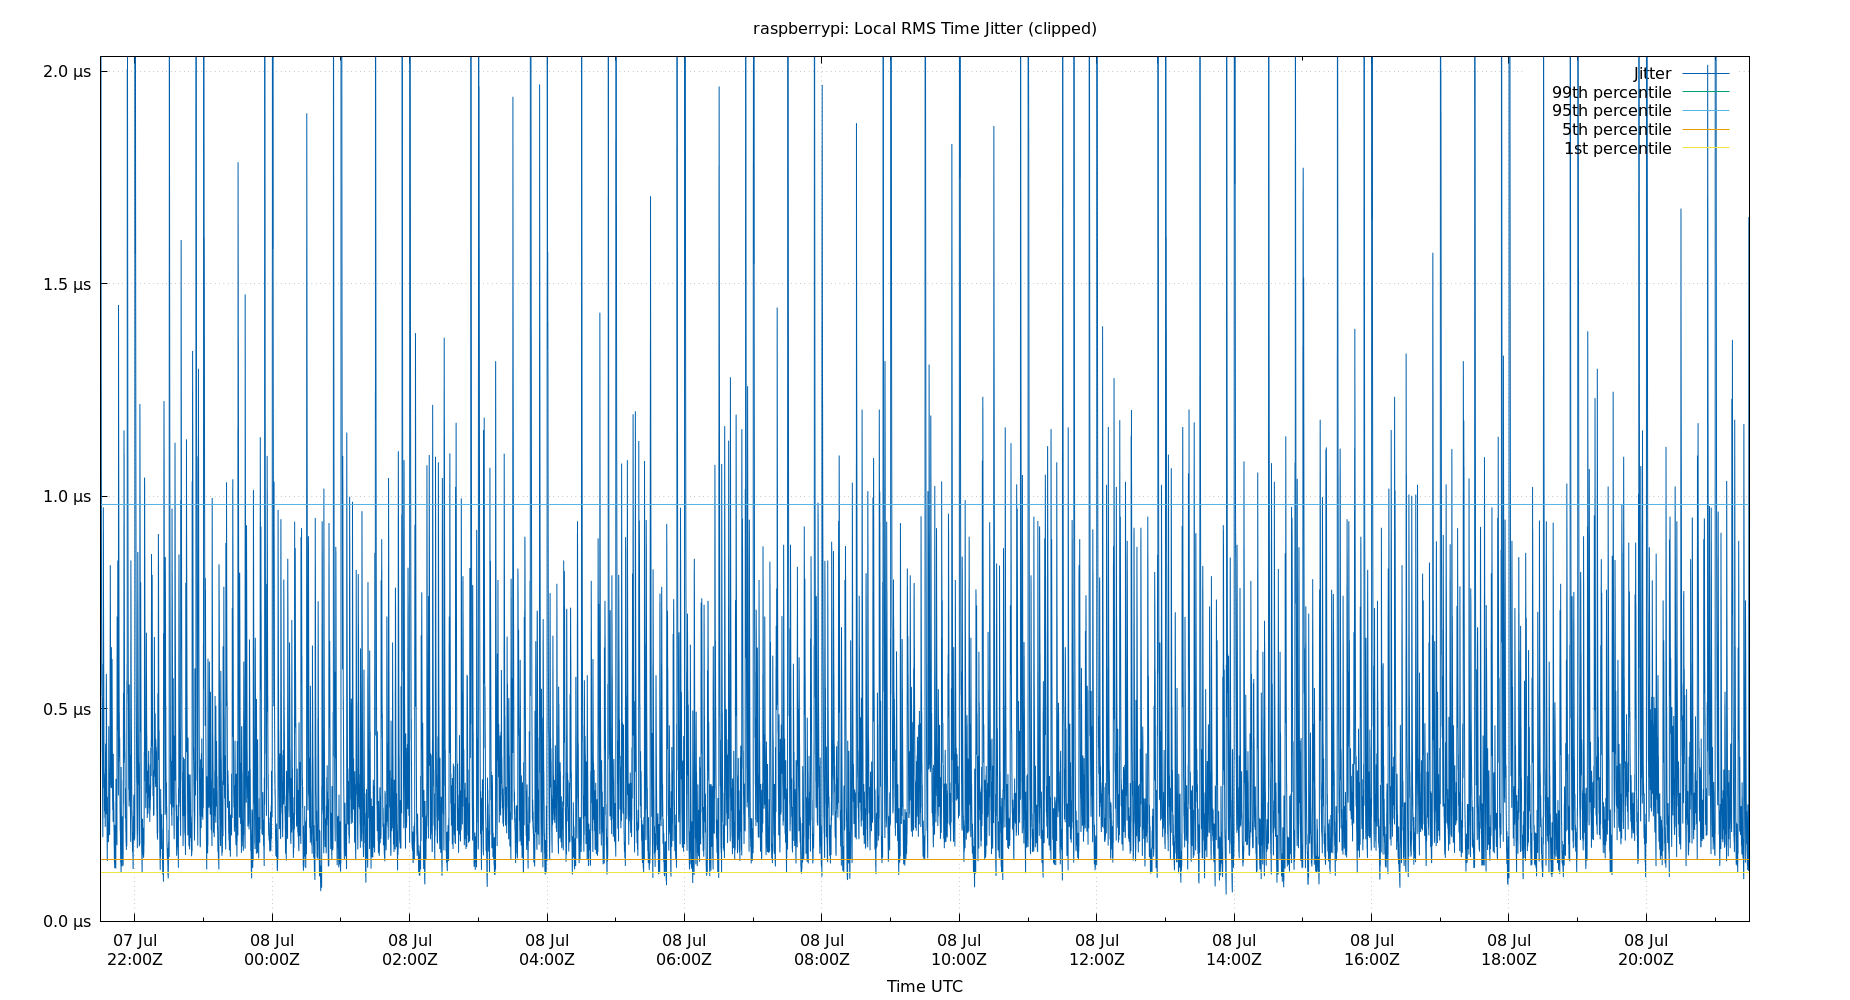 raspberrypi: Local RMS Time Jitter (clipped)
2.0 µs
1.5 µs
1.0 µs
0.5 µs
0.0 µs
Jitter
99th percentile
95th percentile
5th percentile
1st percentile
07 Jul 08 Jul 08 Jul 08 Jul 08 Jul 08 Jul 08 Jul 08 Jul 08 Jul 08 Jul 08 Jul 08 Jul
22:00Z 00:00Z 02:00Z 04:00Z 06:00Z 08:00Z 10:00Z 12:00Z 14:00Z 16:00Z 18:00Z 20:00Z
Time UTC